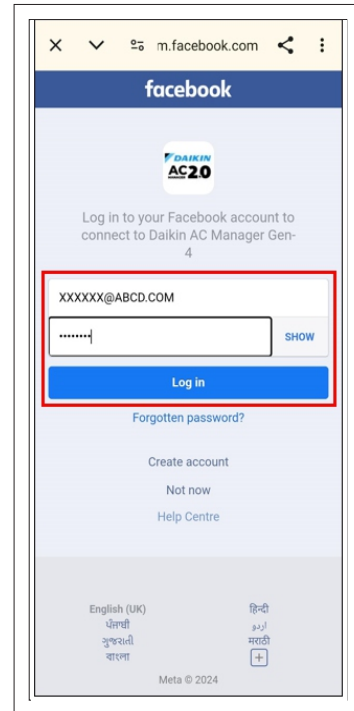 m.facebook.com
facebook
DAIKIN
AC2.0
Log in to your Facebook account to
connect to Daikin AC Manager Gen-
4
XXXXXX@ABCD.COM
••••••••
SHOW
Log in
Forgotten password?
Create account
Not now
Help Centre
English (UK)
हिन्दी
ਪੰਜਾਬੀ
اردو
ગુજરાતી
मराठी
বাংলা
+
Meta © 2024